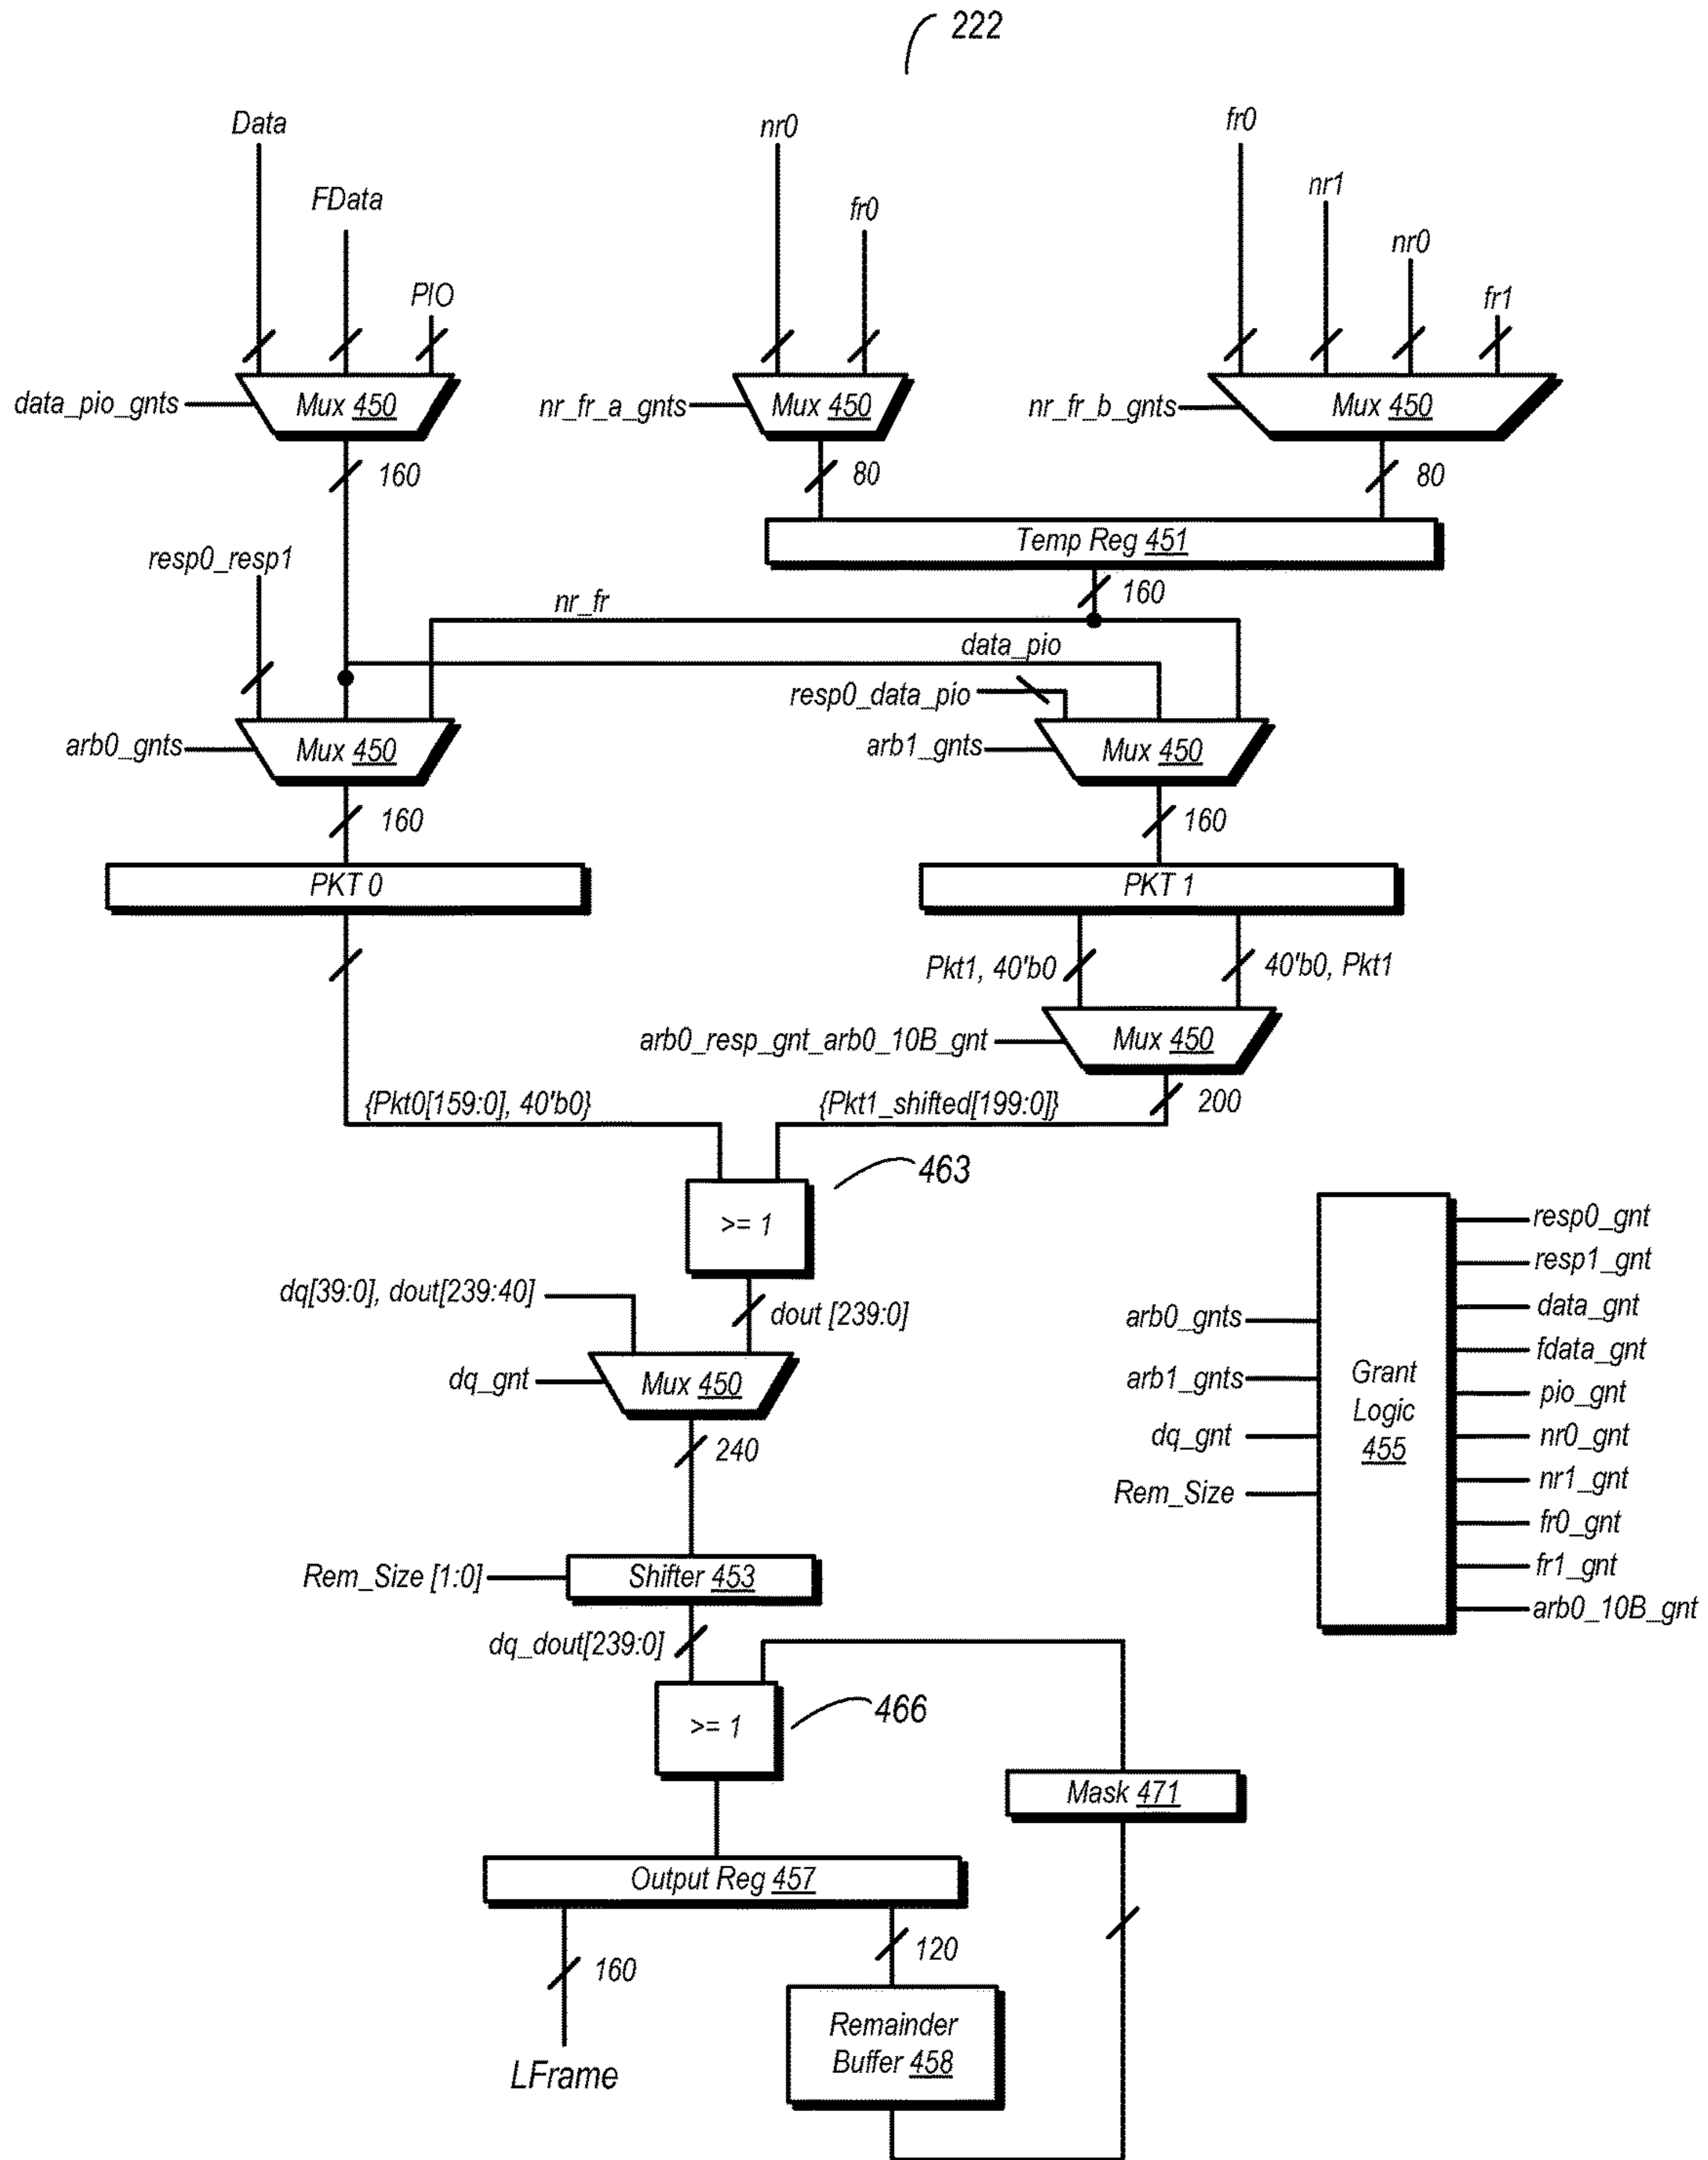 222
Data
nr0
fr0
FData
fr0
nr1
nr0
PIO
fr1
data_pio_gnts
Mux 450
nr_fr_a_gnts
Mux 450
nr_fr_b_gnts
Mux 450
160
80
80
Temp Reg 451
resp0_resp1
160
nr_fr
data_pio
resp0_data_pio
arb0_gnts
Mux 450
arb1_gnts
Mux 450
160
160
PKT 0
PKT 1
Pkt1, 40'b0
40'b0, Pkt1
arb0_resp_gnt_arb0_10B_gnt
Mux 450
{Pkt0[159:0], 40'b0}
{Pkt1_shifted[199:0]}
200
463
>= 1
dq[39:0], dout[239:40]
dout [239:0]
dq_gnt
Mux 450
240
Rem_Size [1:0]
Shifter 453
dq_dout[239:0]
>= 1
466
Mask 471
Output Reg 457
160
120
LFrame
Remainder
Buffer 458
arb0_gnts
arb1_gnts
dq_gnt
Rem_Size
Grant
Logic
455
resp0_gnt
resp1_gnt
data_gnt
fdata_gnt
pio_gnt
nr0_gnt
nr1_gnt
fr0_gnt
fr1_gnt
arb0_10B_gnt